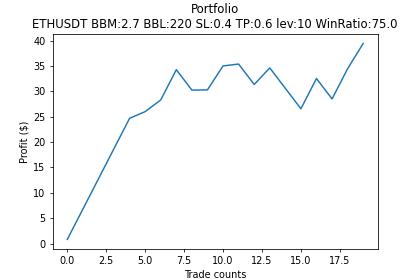 Portfolio
ETHUSDT BBM:2.7 BBL:220 SL:0.4 TP:0.6 lev:10 WinRatio:75.0
40
35
30
25
20
15
10
5
0
Profit ($)
0.0 2.5 5.0 7.5 10.0 12.5 15.0 17.5
Trade counts